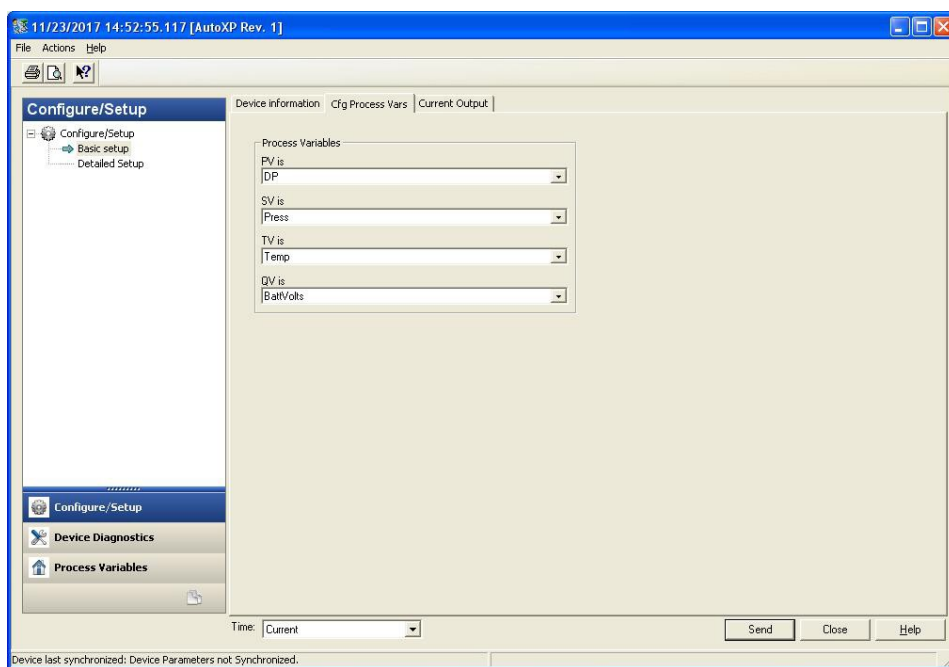 11/23/2017 14:52:55.117 [AutoXP Rev. 1]
File Actions Help
Configure/Setup
Configure/Setup
Basic setup
Detailed Setup
Device information Cfg Process Vars Current Output
Process Variables
PV is
DP
SV is
Press
TV is
Temp
QV is
BattVolts
Configure/Setup
Device Diagnostics
Process Variables
Time: Current
Send Close Help
Device last synchronized: Device Parameters not Synchronized.